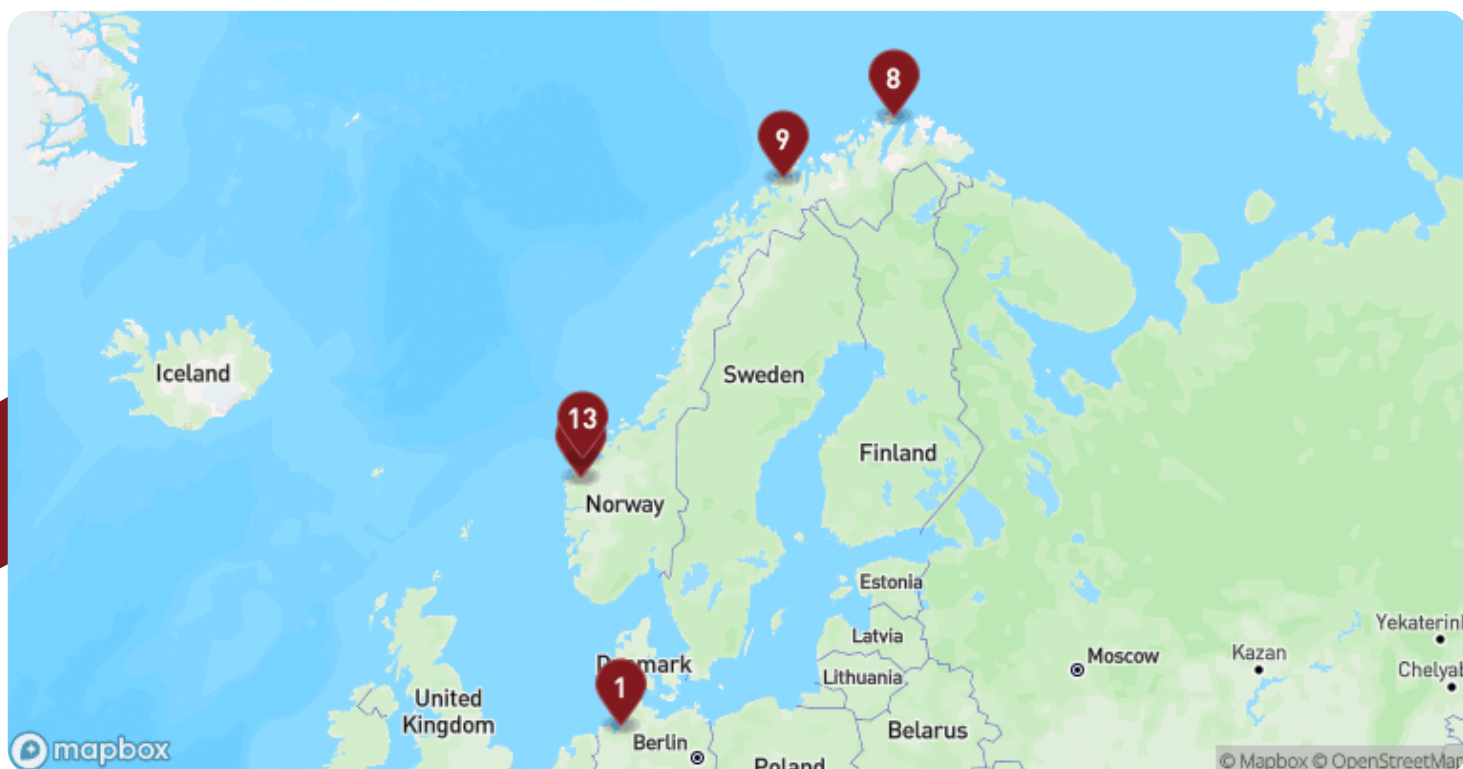 8
9
Iceland
Sweden
13
Finland
Norway
Estonia
Yekaterin
Latvia
Moscow
Kazan
Denmark
Chelyab
Lithuania
1
United
Kingdom
Belarus
Berlin
mapbox
Poland
© Mapbox © OpenStreetMap